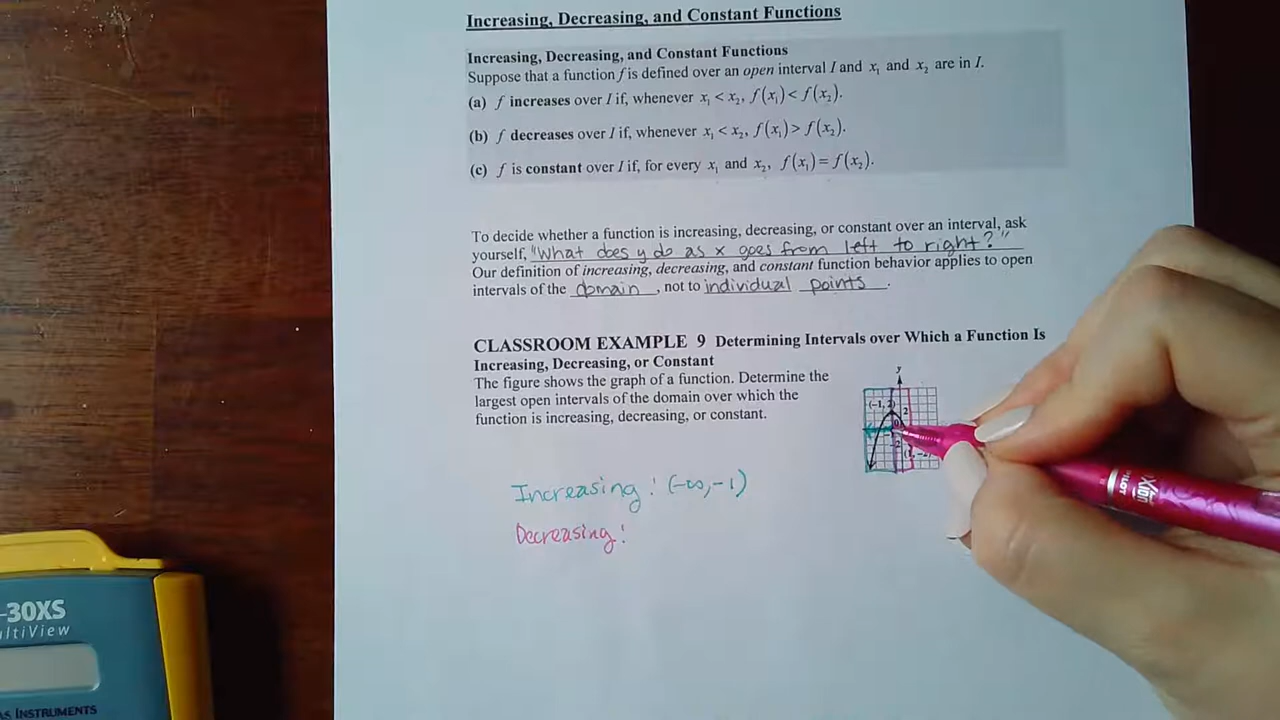 Increasing, Decreasing, and Constant Functions
Increasing, Decreasing, and Constant Functions
Suppose that a function f is defined over an open interval I and x₁ and x₂ are in I.
(a) f increases over I if, whenever x₁ < x₂, f(x₁) < f(x₂).
(b) f decreases over I if, whenever x₁ < x₂, f(x₁) > f(x₂).
(c) f is constant over I if, for every x₁ and x₂, f(x₁) = f(x₂).
To decide whether a function is increasing, decreasing, or constant over an interval, ask
yourself, "What does y do as x goes from left to right?"
Our definition of increasing, decreasing, and constant function behavior applies to open
intervals of the domain, not to individual points.
CLASSROOM EXAMPLE 9 Determining Intervals over Which a Function Is
Increasing, Decreasing, or Constant
The figure shows the graph of a function. Determine the
largest open intervals of the domain over which the
function is increasing, decreasing, or constant.
y
2
Increasing: (-∞, -1)
Decreasing:
-30XS
ltiView
AS INSTRUMENTS
PILOT